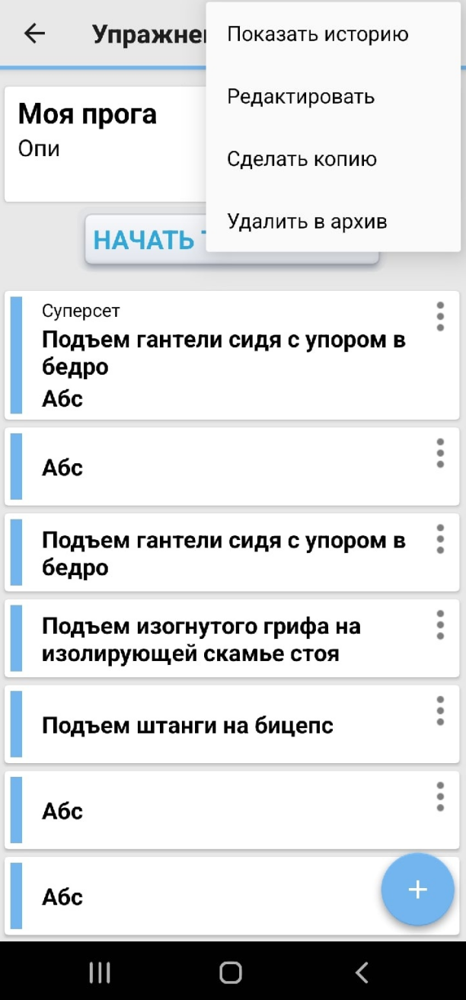 Упражне
Показать историю
Редактировать
Сделать копию
Удалить в архив
Моя прога
Опи
НАЧАТЬ
Суперсет
Подъем гантели сидя с упором в
бедро
Абс
Абс
Подъем гантели сидя с упором в
бедро
Подъем изогнутого грифа на
изолирующей скамье стоя
Подъем штанги на бицепс
Абс
Абс